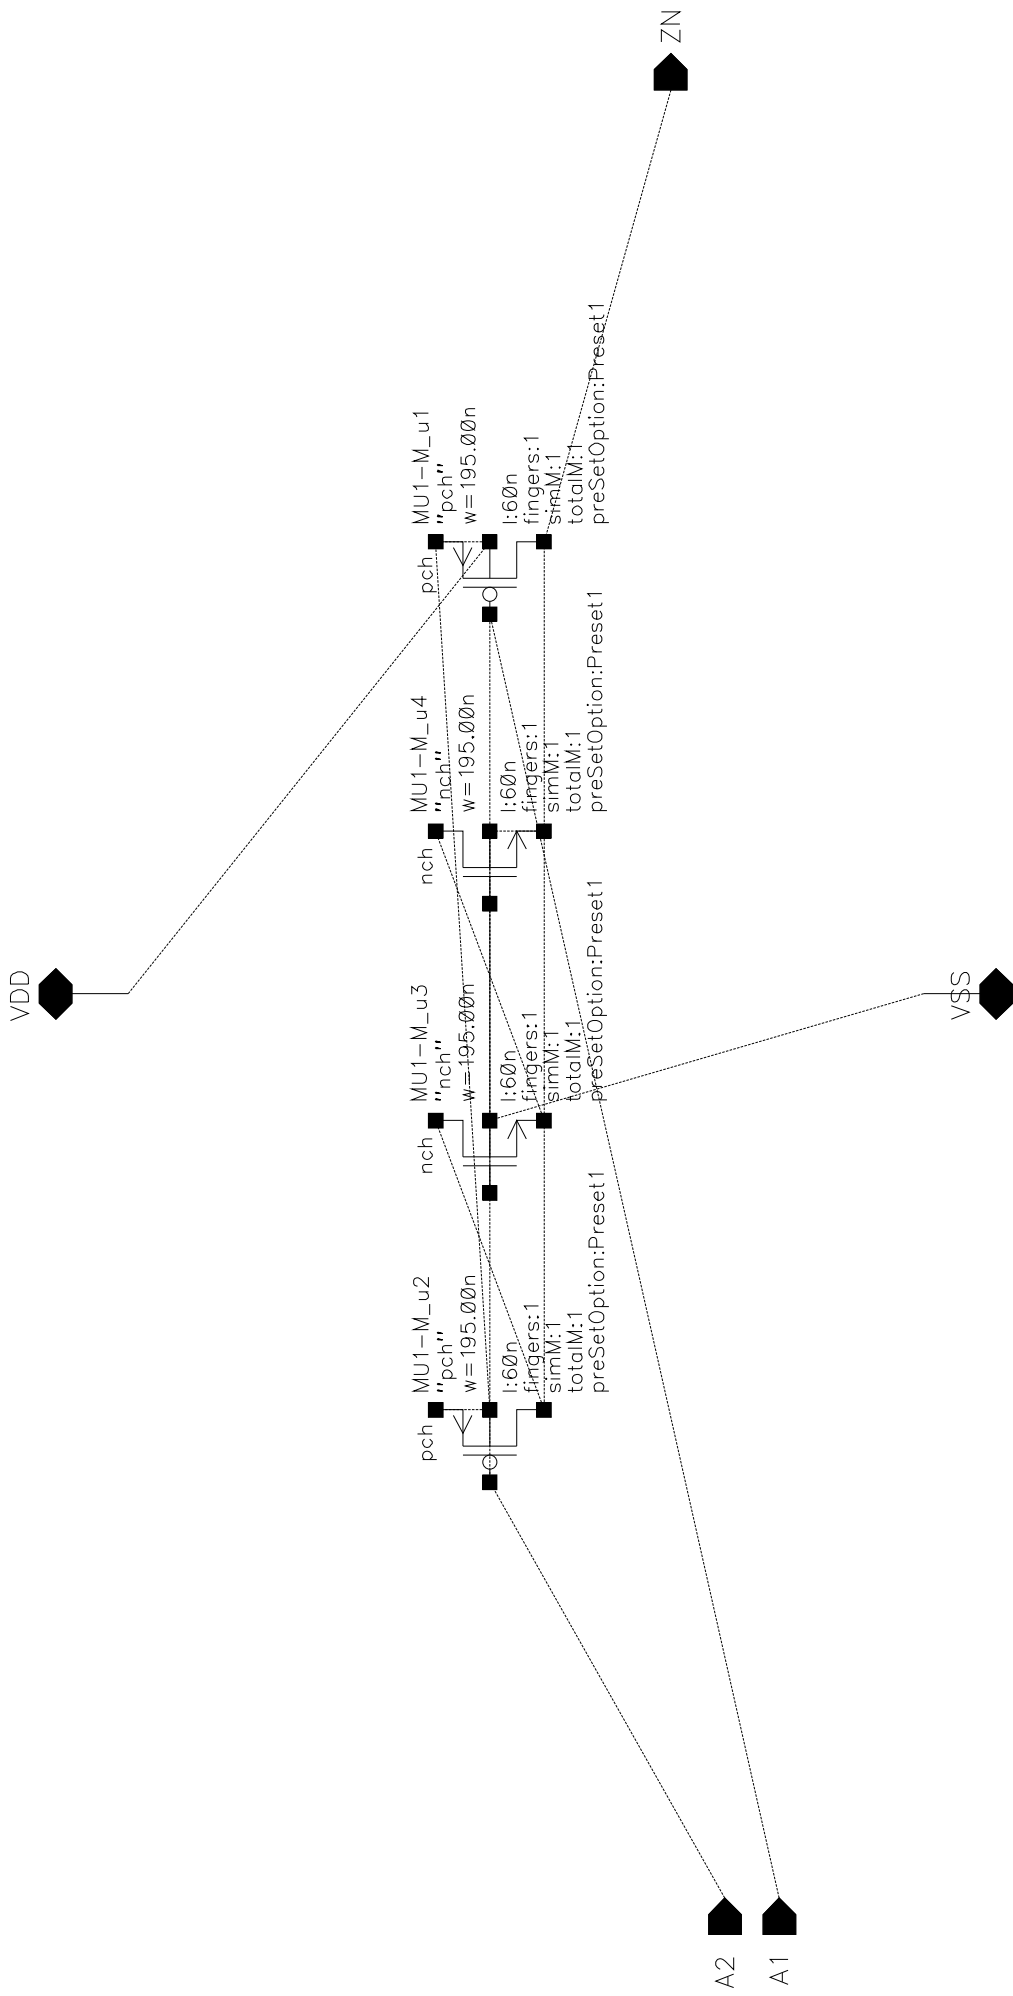 VDD
ZN
MU1-M_u2
"pch"
w=195.00n
pch
l:60n
fingers:1
simM:1
totalM:1
preSetOption:Preset1
MU1-M_u3
"nch"
w=195.00n
nch
l:60n
fingers:1
simM:1
totalM:1
preSetOption:Preset1
MU1-M_u4
"nch"
w=195.00n
nch
l:60n
fingers:1
simM:1
totalM:1
preSetOption:Preset1
MU1-M_u1
"pch"
w=195.00n
pch
l:60n
fingers:1
simM:1
totalM:1
preSetOption:Preset1
A2
A1
VSS